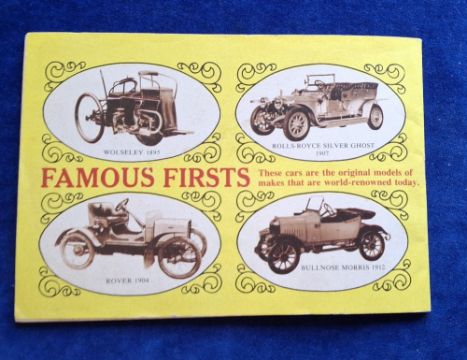 WOLSELEY 1895
ROLLS-ROYCE SILVER GHOST
1907
FAMOUS FIRSTS
These cars are the original models of
makes that are world-renowned today.
ROVER 1904
BULLNOSE MORRIS 1912